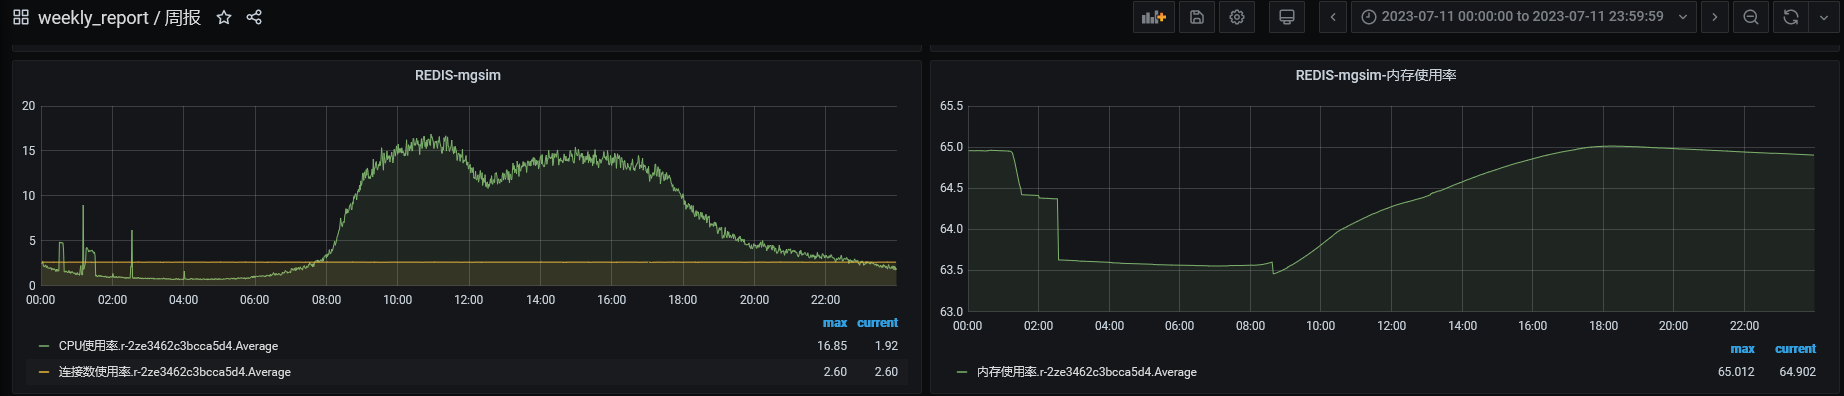 weekly_report / 周报
2023-07-11 00:00:00 to 2023-07-11 23:59:59
REDIS-mgsim
20
15
10
5
0
00:00 02:00 04:00 06:00 08:00 10:00 12:00 14:00 16:00 18:00 20:00 22:00
max current
CPU使用率.r-2ze3462c3bcca5d4.Average 16.85 1.92
连接数使用率.r-2ze3462c3bcca5d4.Average 2.60 2.60
REDIS-mgsim-内存使用率
65.5
65.0
64.5
64.0
63.5
63.0
00:00 02:00 04:00 06:00 08:00 10:00 12:00 14:00 16:00 18:00 20:00 22:00
max current
内存使用率.r-2ze3462c3bcca5d4.Average 65.012 64.902